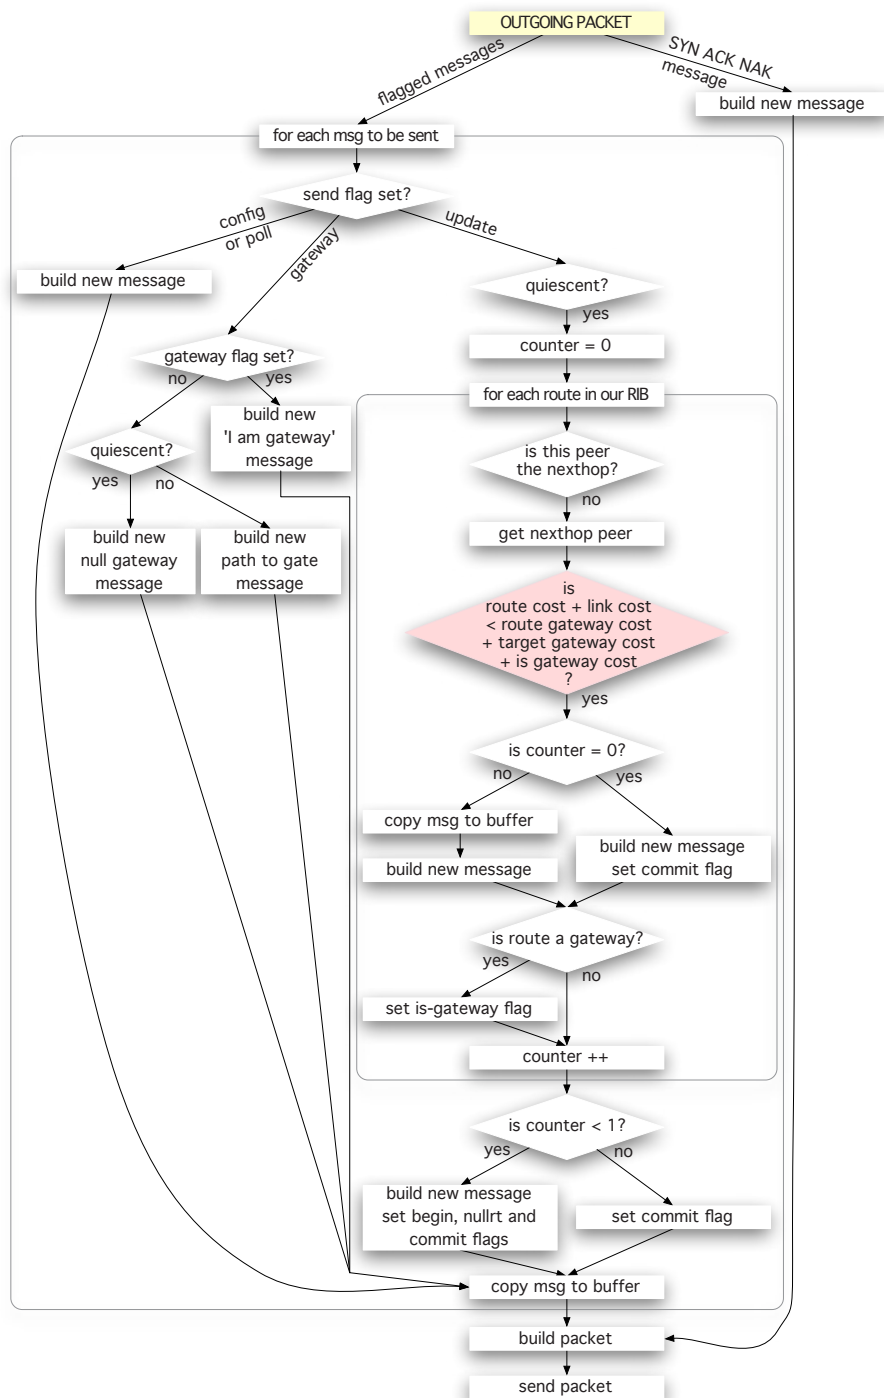 OUTGOING PACKET
flagged messages
SYN ACK NAK
message
build new message
for each msg to be sent
send flag set?
config
or poll
gateway
update
build new message
quiescent?
yes
counter = 0
gateway flag set?
no
yes
for each route in our RIB
build new
'I am gateway'
message
quiescent?
yes
no
is this peer
the nexthop?
no
get nexthop peer
build new
null gateway
message
build new
path to gate
message
is
route cost + link cost
< route gateway cost
+ target gateway cost
+ is gateway cost
?
yes
is counter = 0?
no
yes
copy msg to buffer
build new message
build new message
set commit flag
is route a gateway?
yes
no
set is-gateway flag
counter ++
is counter < 1?
yes
no
build new message
set begin, nullrt and
commit flags
set commit flag
copy msg to buffer
build packet
send packet